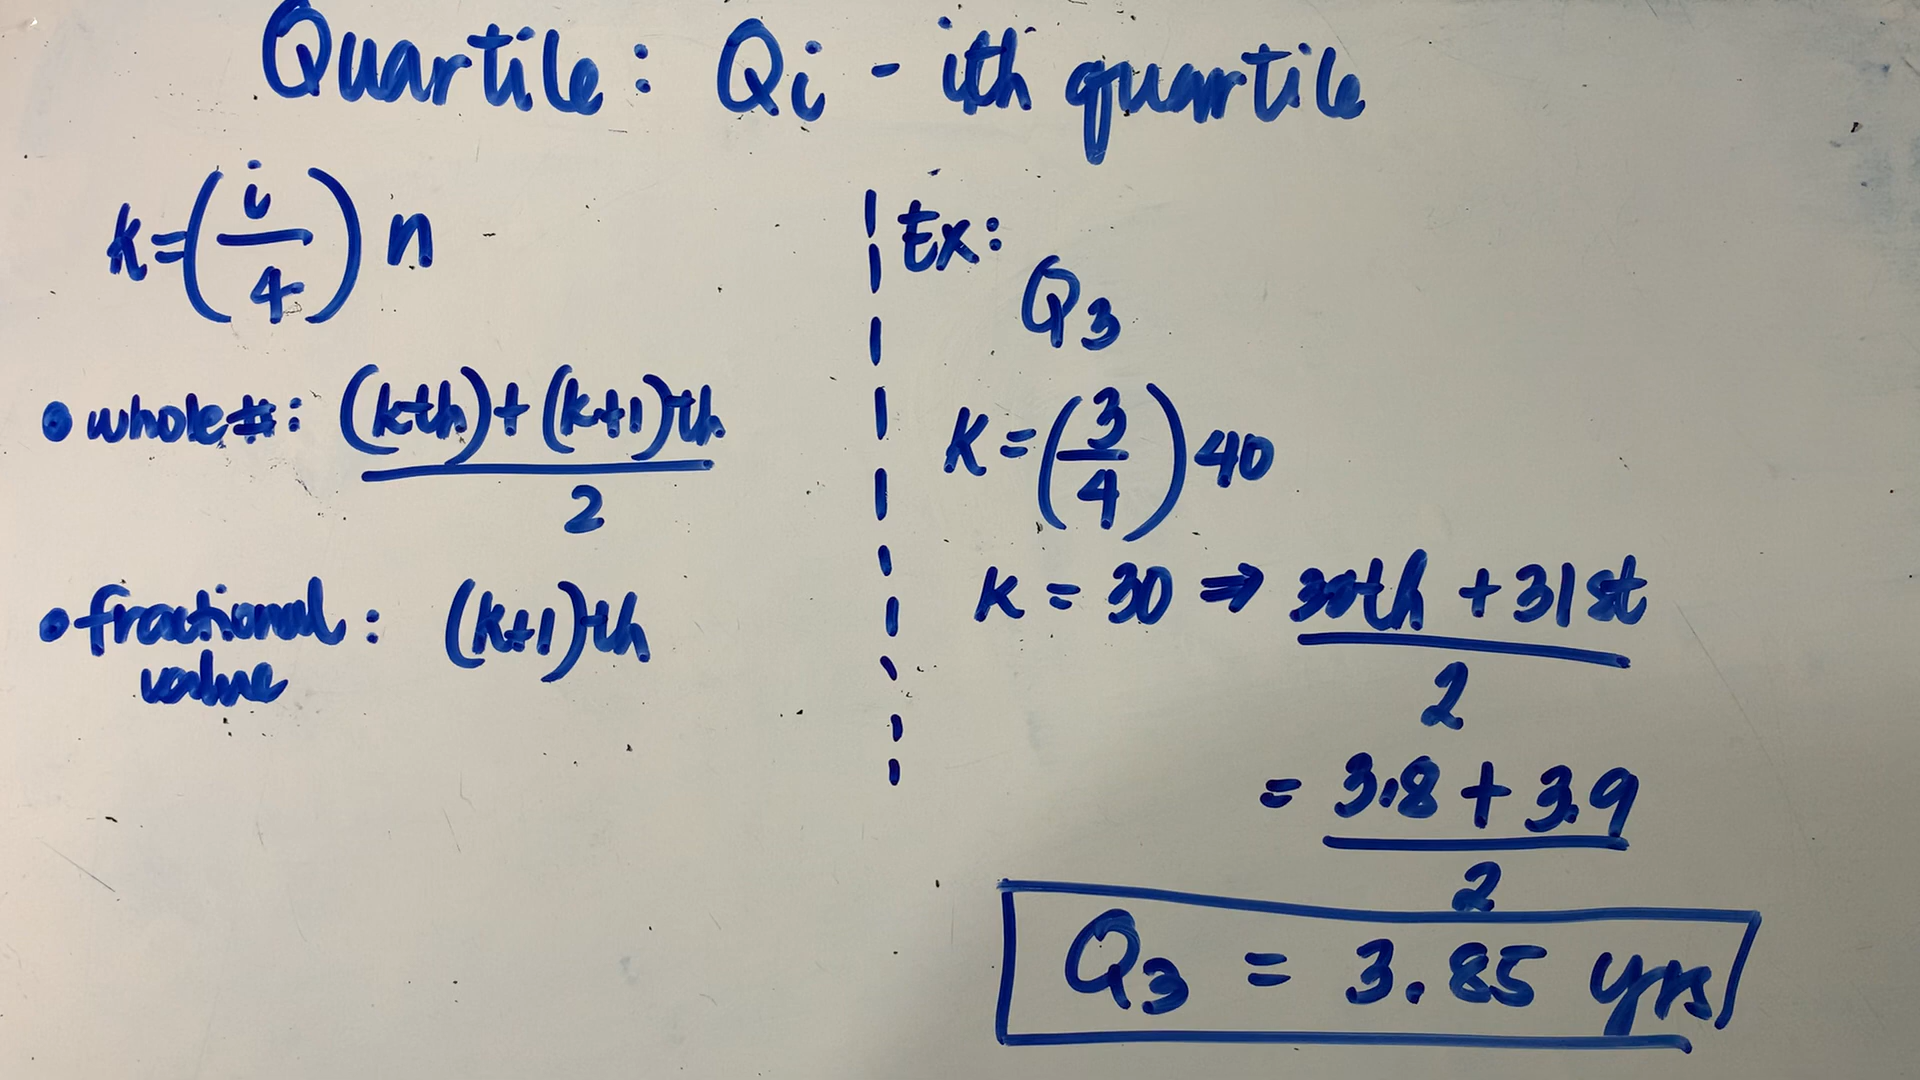 Quartile: Qi - ith quartile
k=(i/4) n
• whole#: (kth)+(k+1)th
2
• fractional value: (k+1)th
Ex:
Q3
K=(3/4)40
K = 30 ⇒ 30th + 31st
2
= 3.8 + 3.9
2
Q3 = 3.85 yrs